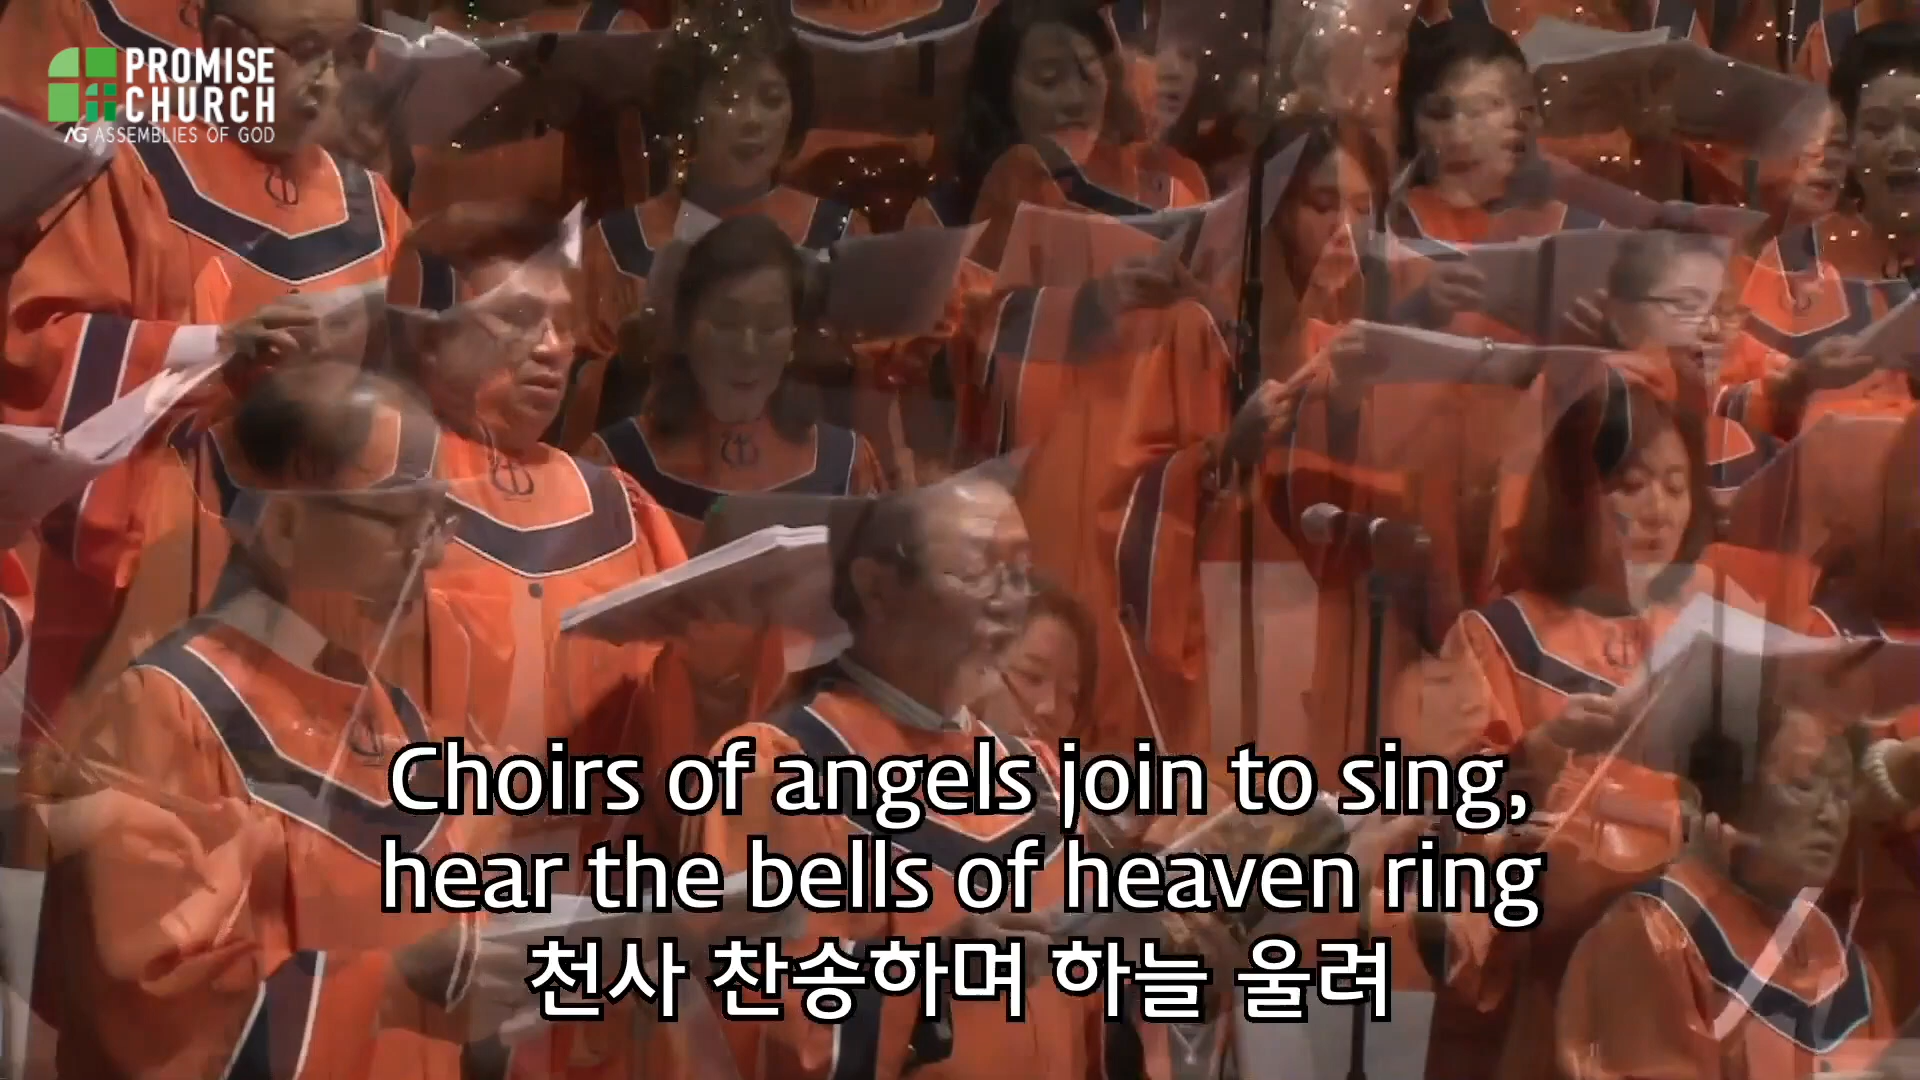 PROMISE
CHURCH
AG ASSEMBLIES OF GOD
Choirs of angels join to sing,
hear the bells of heaven ring
천사 찬송하며 하늘 울려